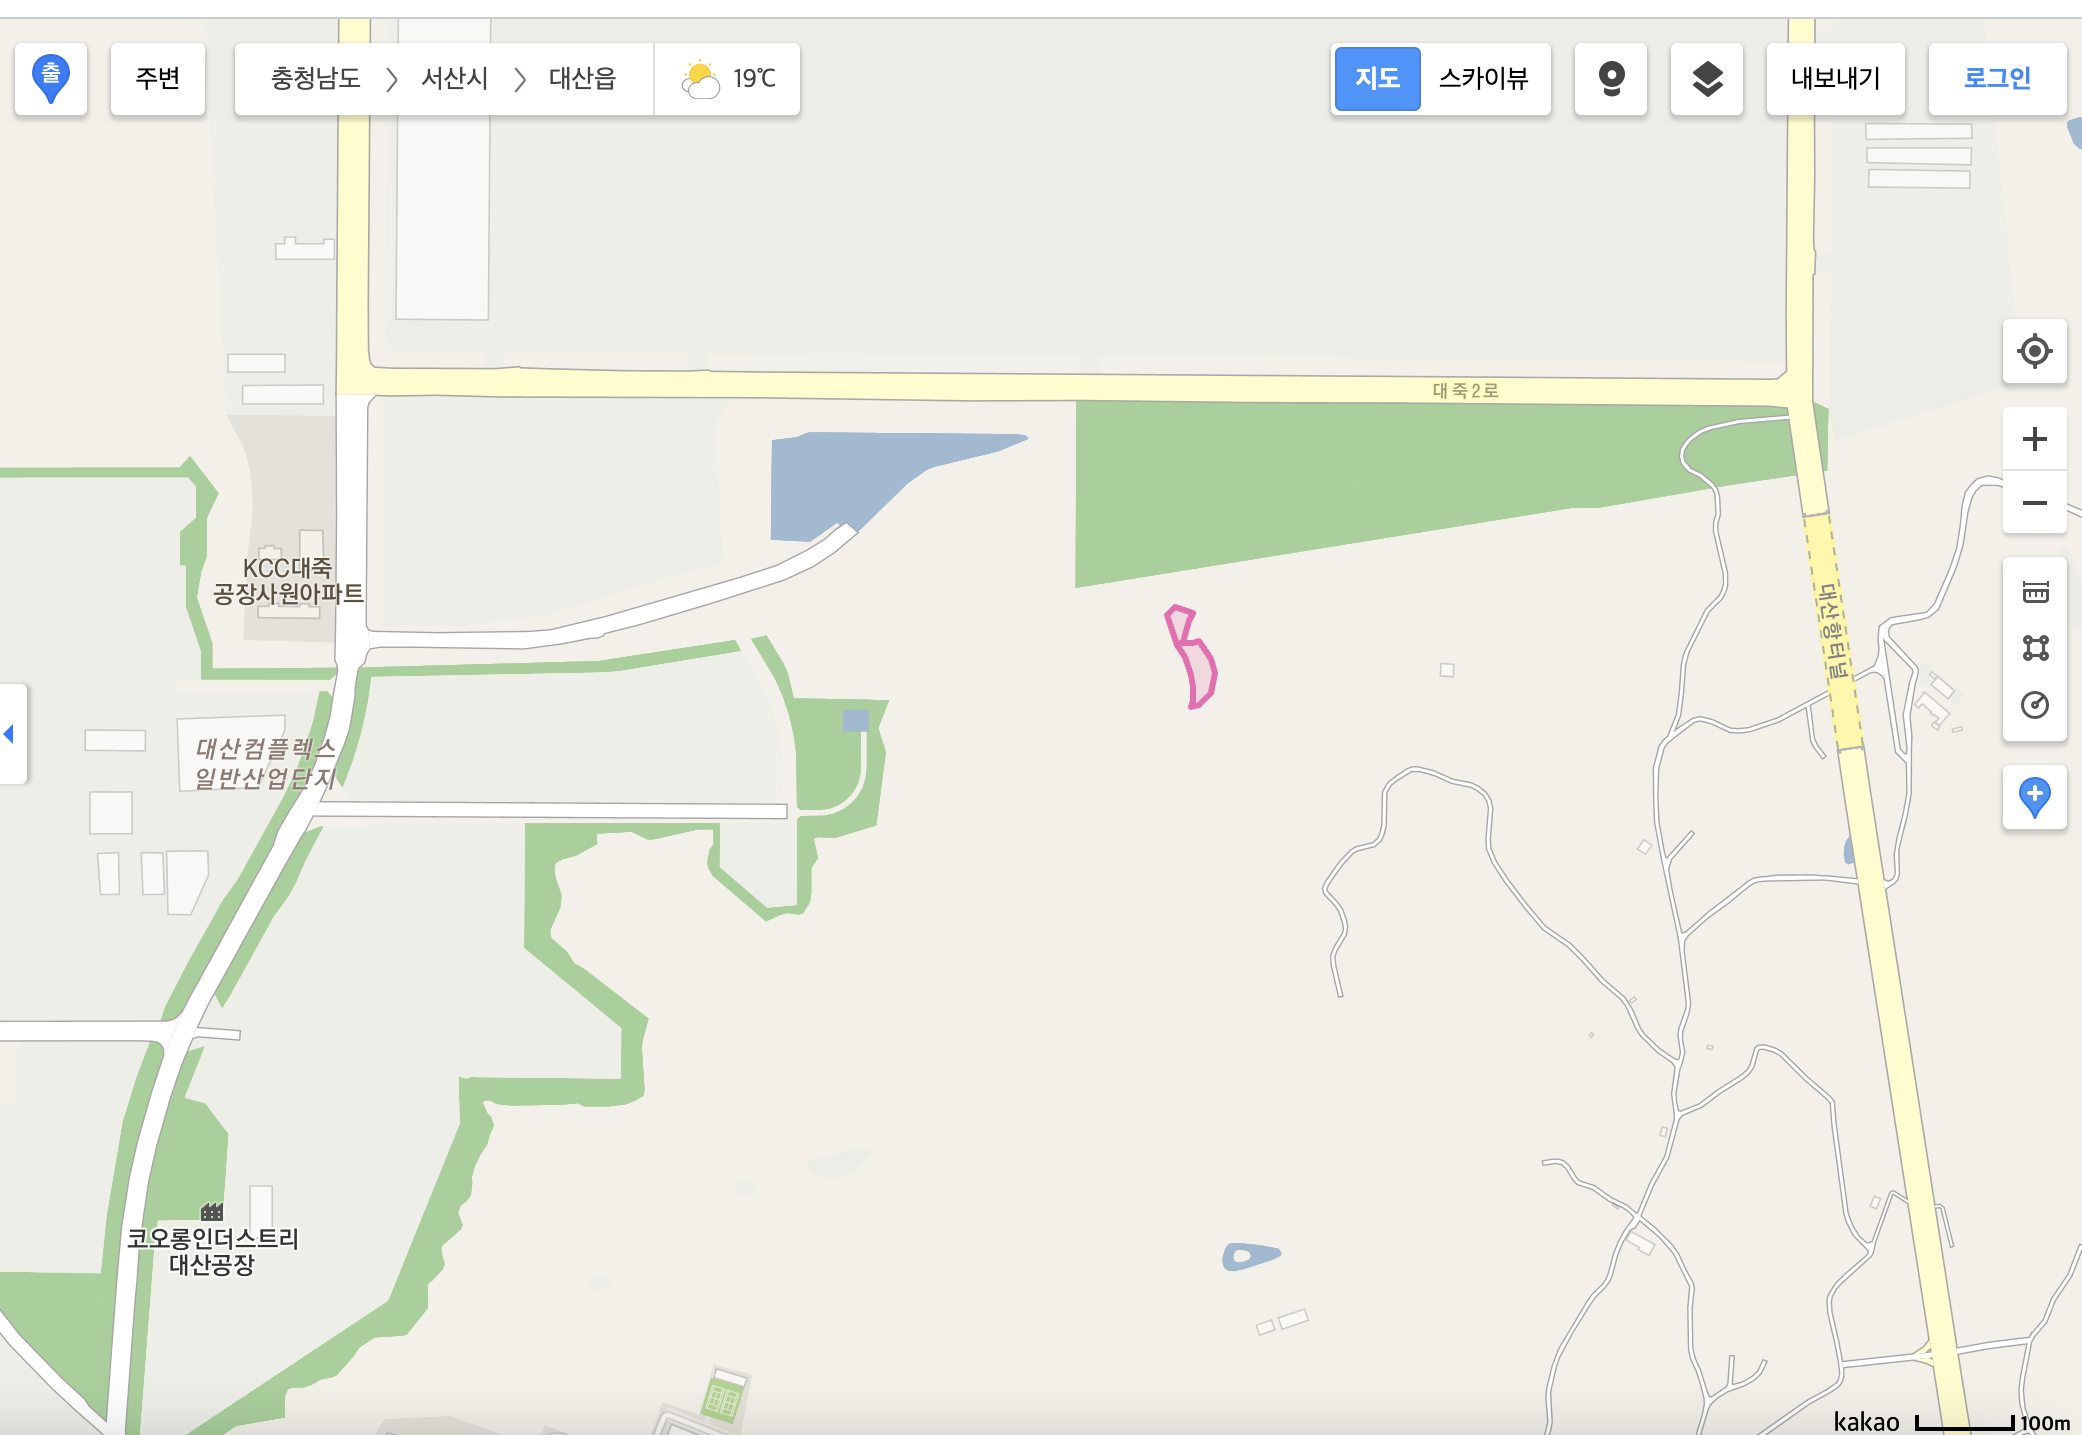 출
주변
충청남도 > 서산시 > 대산읍
19℃
지도
스카이뷰
내보내기
로그인
대죽2로
KCC대죽
공장사원아파트
대산항터널
대산컴플렉스
일반산업단지
코오롱인더스트리
대산공장
kakao
100m